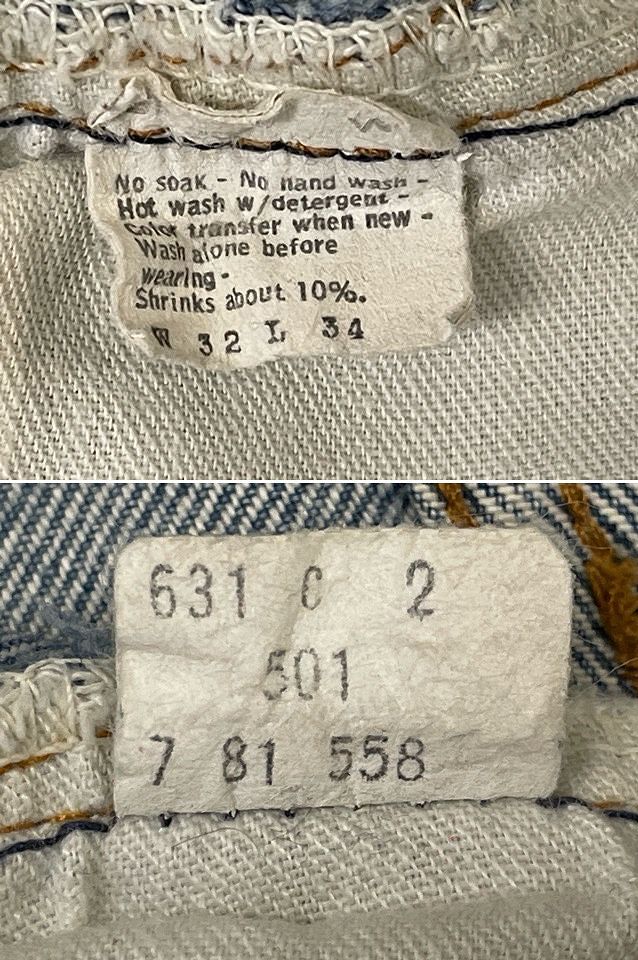 No soak - No hand wash -
Hot wash w/detergent -
Color transfer when new -
Wash alone before
wearing -
Shrinks about 10%.
W 32 L 34
631 C 2
501
7 81 558